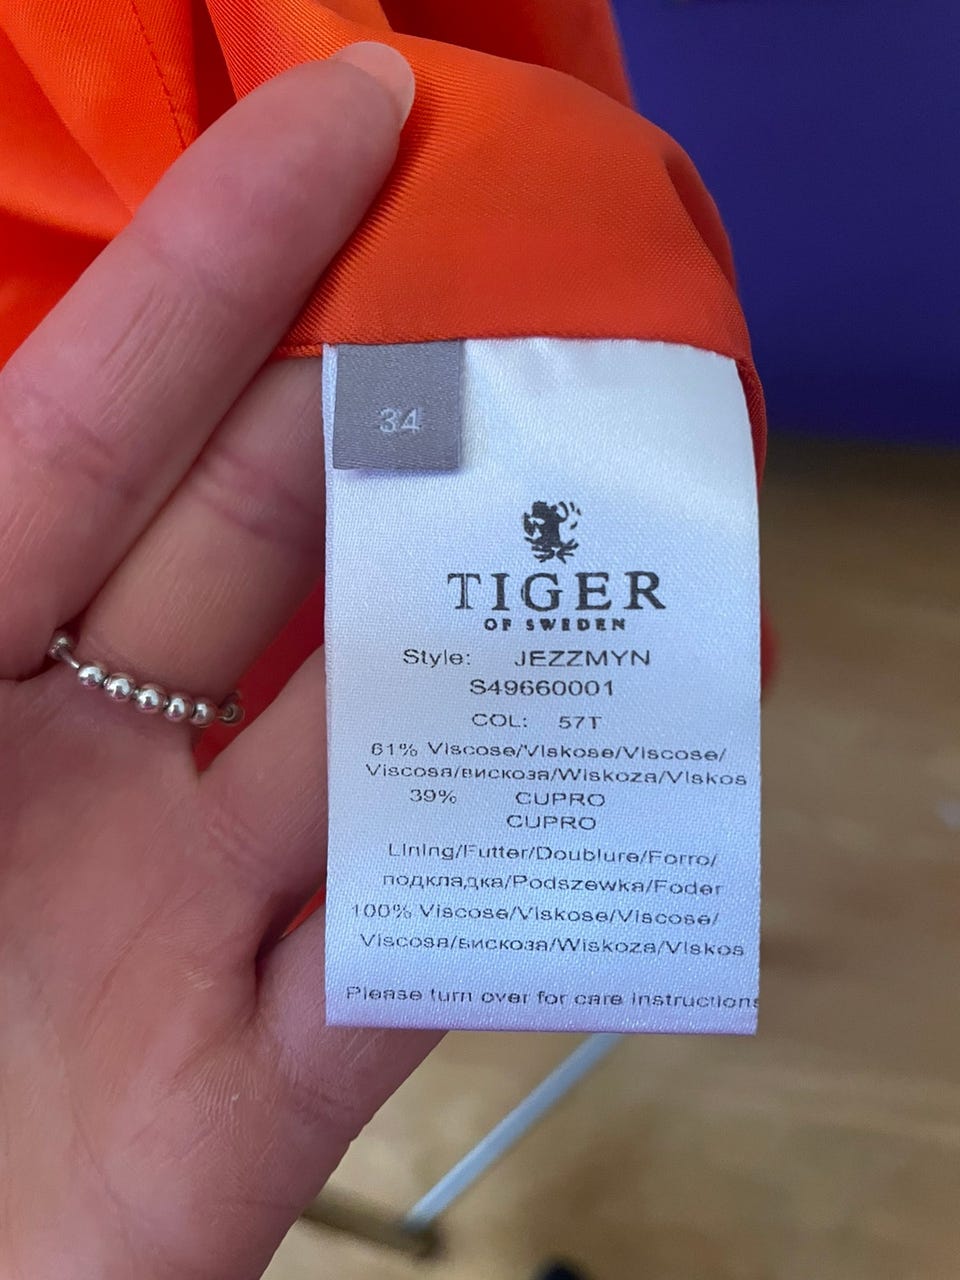 34
TIGER
OF SWEDEN
Style: JEZZMYN
S49660001
COL: 57T
61% Viscose/Viskose/Viscose/
Viscosa/вискоза/Wiskoza/Viskos
39% CUPRO
CUPRO
Lining/Futter/Doublure/Forro/
подкладка/Podszewka/Foder
100% Viscose/Viskose/Viscose/
Viscosa/вискоза/Wiskoza/Viskos
Please turn over for care instructions